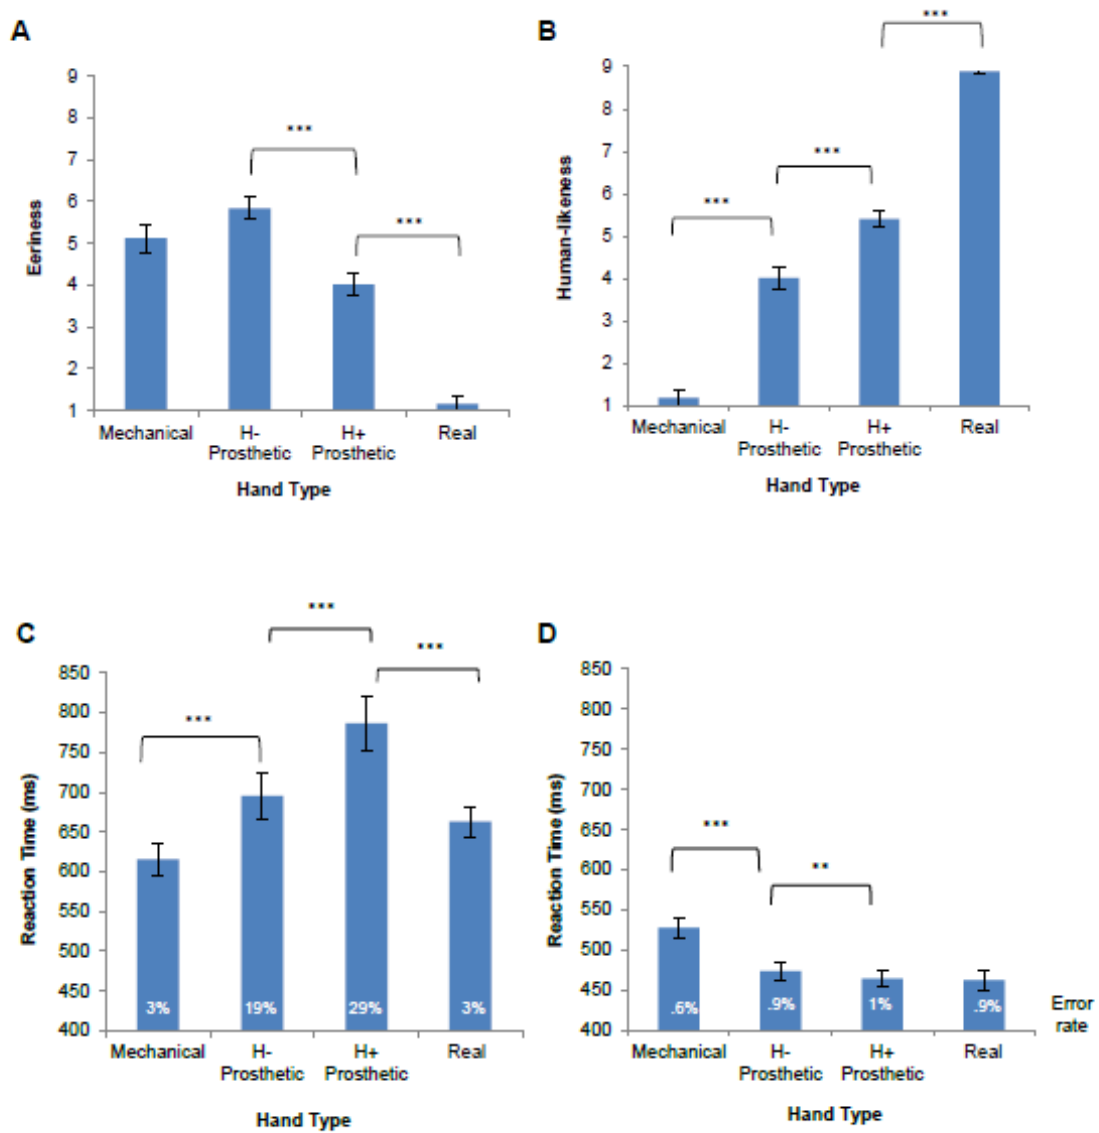 A
***
***
9
8
7
6
5
4
3
2
1
Eeriness
Mechanical H- H+ Real
Prosthetic Prosthetic
Hand Type
B
***
***
***
9
8
7
6
5
4
3
2
1
Human-likeness
Mechanical H- H+ Real
Prosthetic Prosthetic
Hand Type
C
***
***
***
850
800
750
700
650
600
550
500
450
400
Reaction Time (ms)
3% 19% 29% 3%
Mechanical H- H+ Real
Prosthetic Prosthetic
Hand Type
D
***
**
850
800
750
700
650
600
550
500
450
400
Reaction Time (ms)
.6% .9% 1% .9%
Error
rate
Mechanical H- H+ Real
Prosthetic Prosthetic
Hand Type